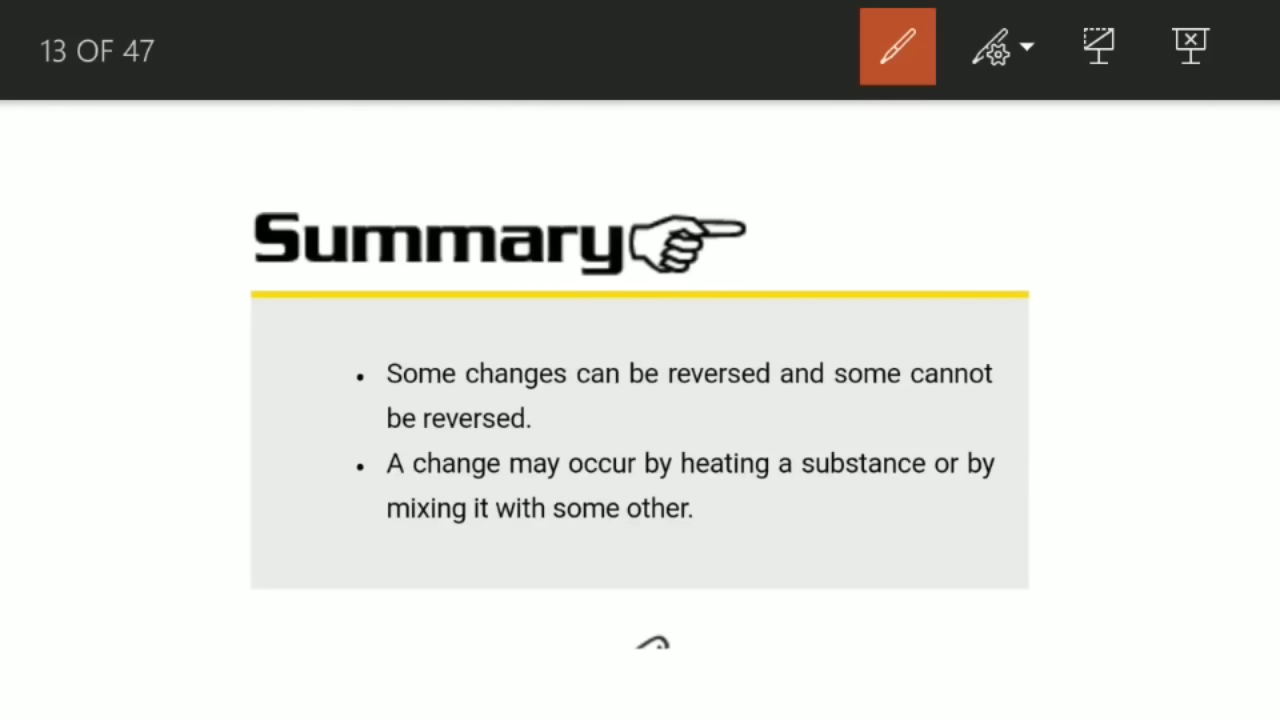 13 OF 47
Summary
• Some changes can be reversed and some cannot
be reversed.
• A change may occur by heating a substance or by
mixing it with some other.